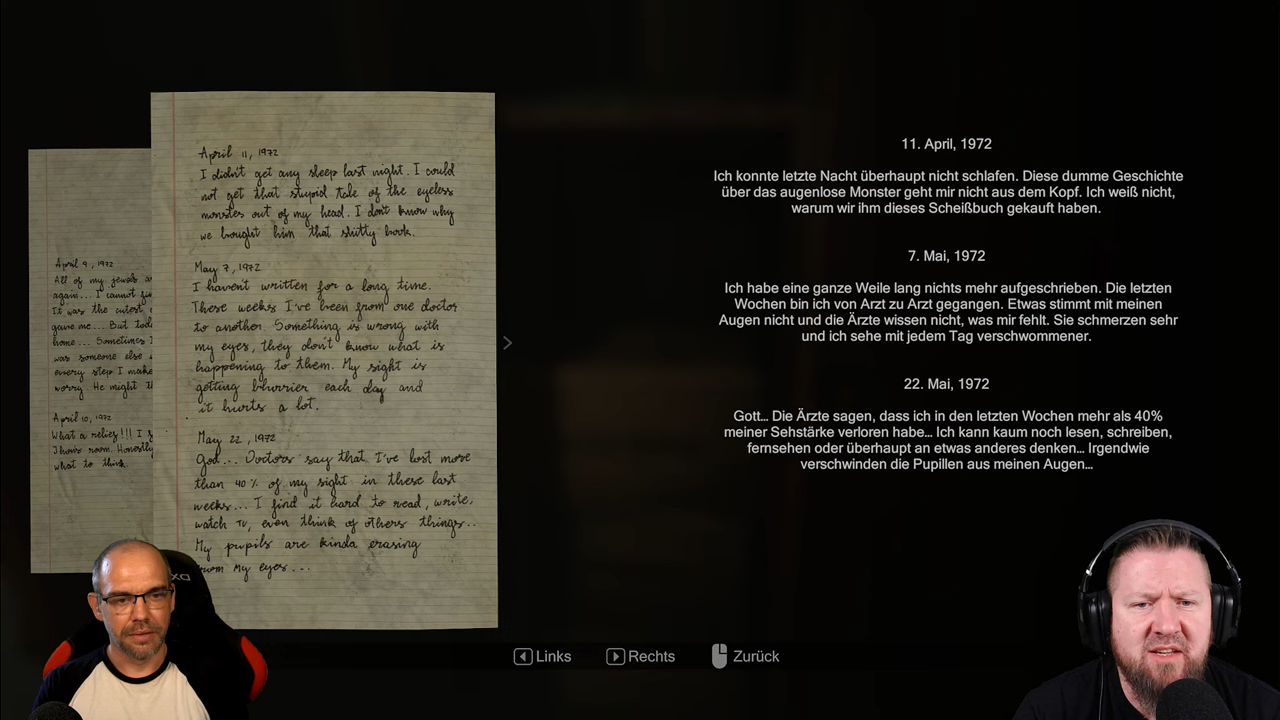 April 9, 1972
All of my jewels
again... I cannot
It was the cutest
gave me... But
home... Sometimes
was someone else
every step I make
worry. He might
April 10, 1972
What a relief!!! I
room. Honestly
what to think.
April 11, 1972
I didn't get any sleep last night. I could
not get that stupid tale of the eyeless
monster out of my head. I don't know why
we brought him that shitty book.
May 7, 1972
I haven't written for a long time.
These weeks I've been from one doctor
to another. Something is wrong with
my eyes, they don't know what is
happening to them. My sight is
getting blurrier each day and
it hurts a lot.
May 22, 1972
God... Doctors say that I've lost more
than 40% of my sight in these last
weeks... I find it hard to read, write,
watch TV, even think of others things...
My pupils are kinda erasing
from my eyes...
11. April, 1972
Ich konnte letzte Nacht überhaupt nicht schlafen. Diese dumme Geschichte
über das augenlose Monster geht mir nicht aus dem Kopf. Ich weiß nicht,
warum wir ihm dieses Scheißbuch gekauft haben.
7. Mai, 1972
Ich habe eine ganze Weile lang nichts mehr aufgeschrieben. Die letzten
Wochen bin ich von Arzt zu Arzt gegangen. Etwas stimmt mit meinen
Augen nicht und die Ärzte wissen nicht, was mir fehlt. Sie schmerzen sehr
und ich sehe mit jedem Tag verschwommener.
22. Mai, 1972
Gott... Die Ärzte sagen, dass ich in den letzten Wochen mehr als 40%
meiner Sehstärke verloren habe... Ich kann kaum noch lesen, schreiben,
fernsehen oder überhaupt an etwas anderes denken... Irgendwie
verschwinden die Pupillen aus meinen Augen...
Links Rechts Zurück